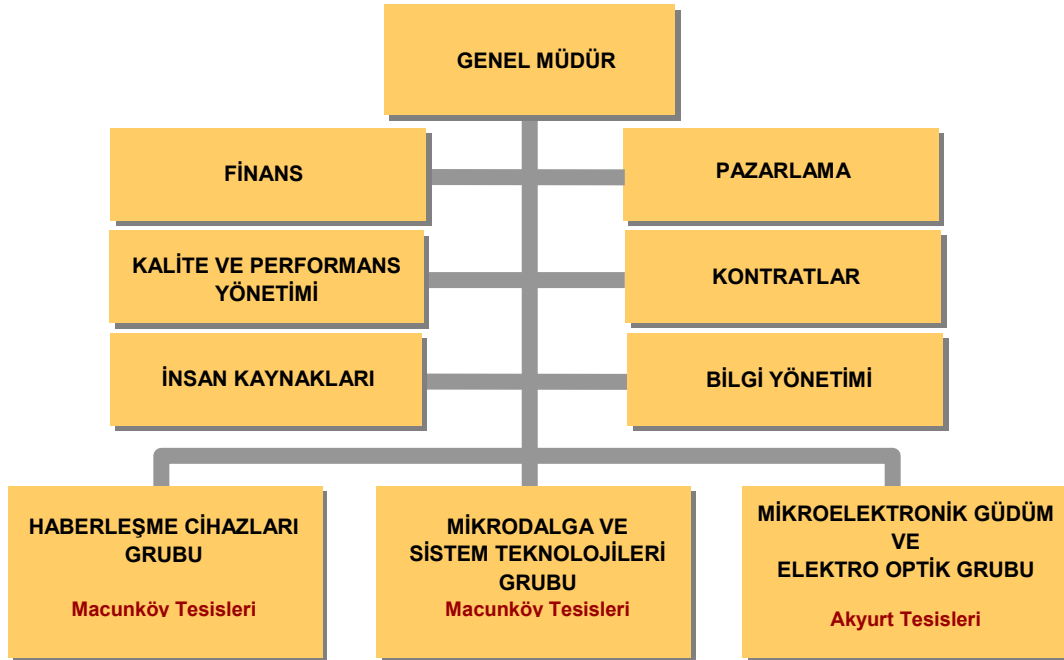 GENEL MÜDÜR
FİNANS
PAZARLAMA
KALİTE VE PERFORMANS
YÖNETİMİ
KONTRATLAR
İNSAN KAYNAKLARI
BİLGİ YÖNETİMİ
HABERLEŞME CİHAZLARI
GRUBU
Macunköy Tesisleri
MİKRODALGA VE
SİSTEM TEKNOLOJİLERİ
GRUBU
Macunköy Tesisleri
MİKROELEKTRONİK GÜDÜM
VE
ELEKTRO OPTİK GRUBU
Akyurt Tesisleri